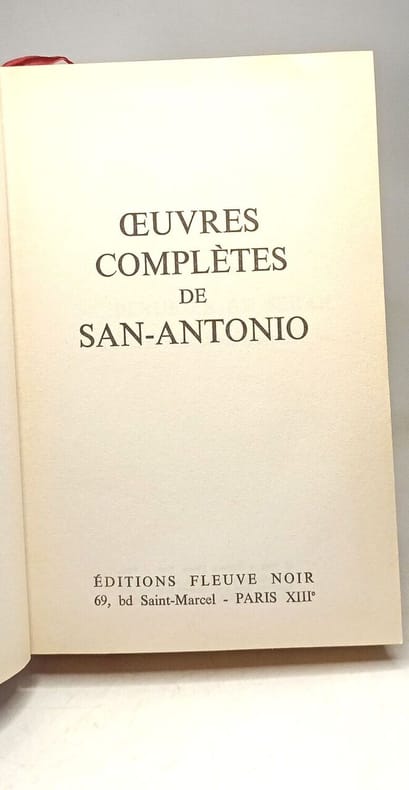 ŒUVRES
COMPLÈTES
DE
SAN-ANTONIO
ÉDITIONS FLEUVE NOIR
69, bd Saint-Marcel - PARIS XIIIᵉ